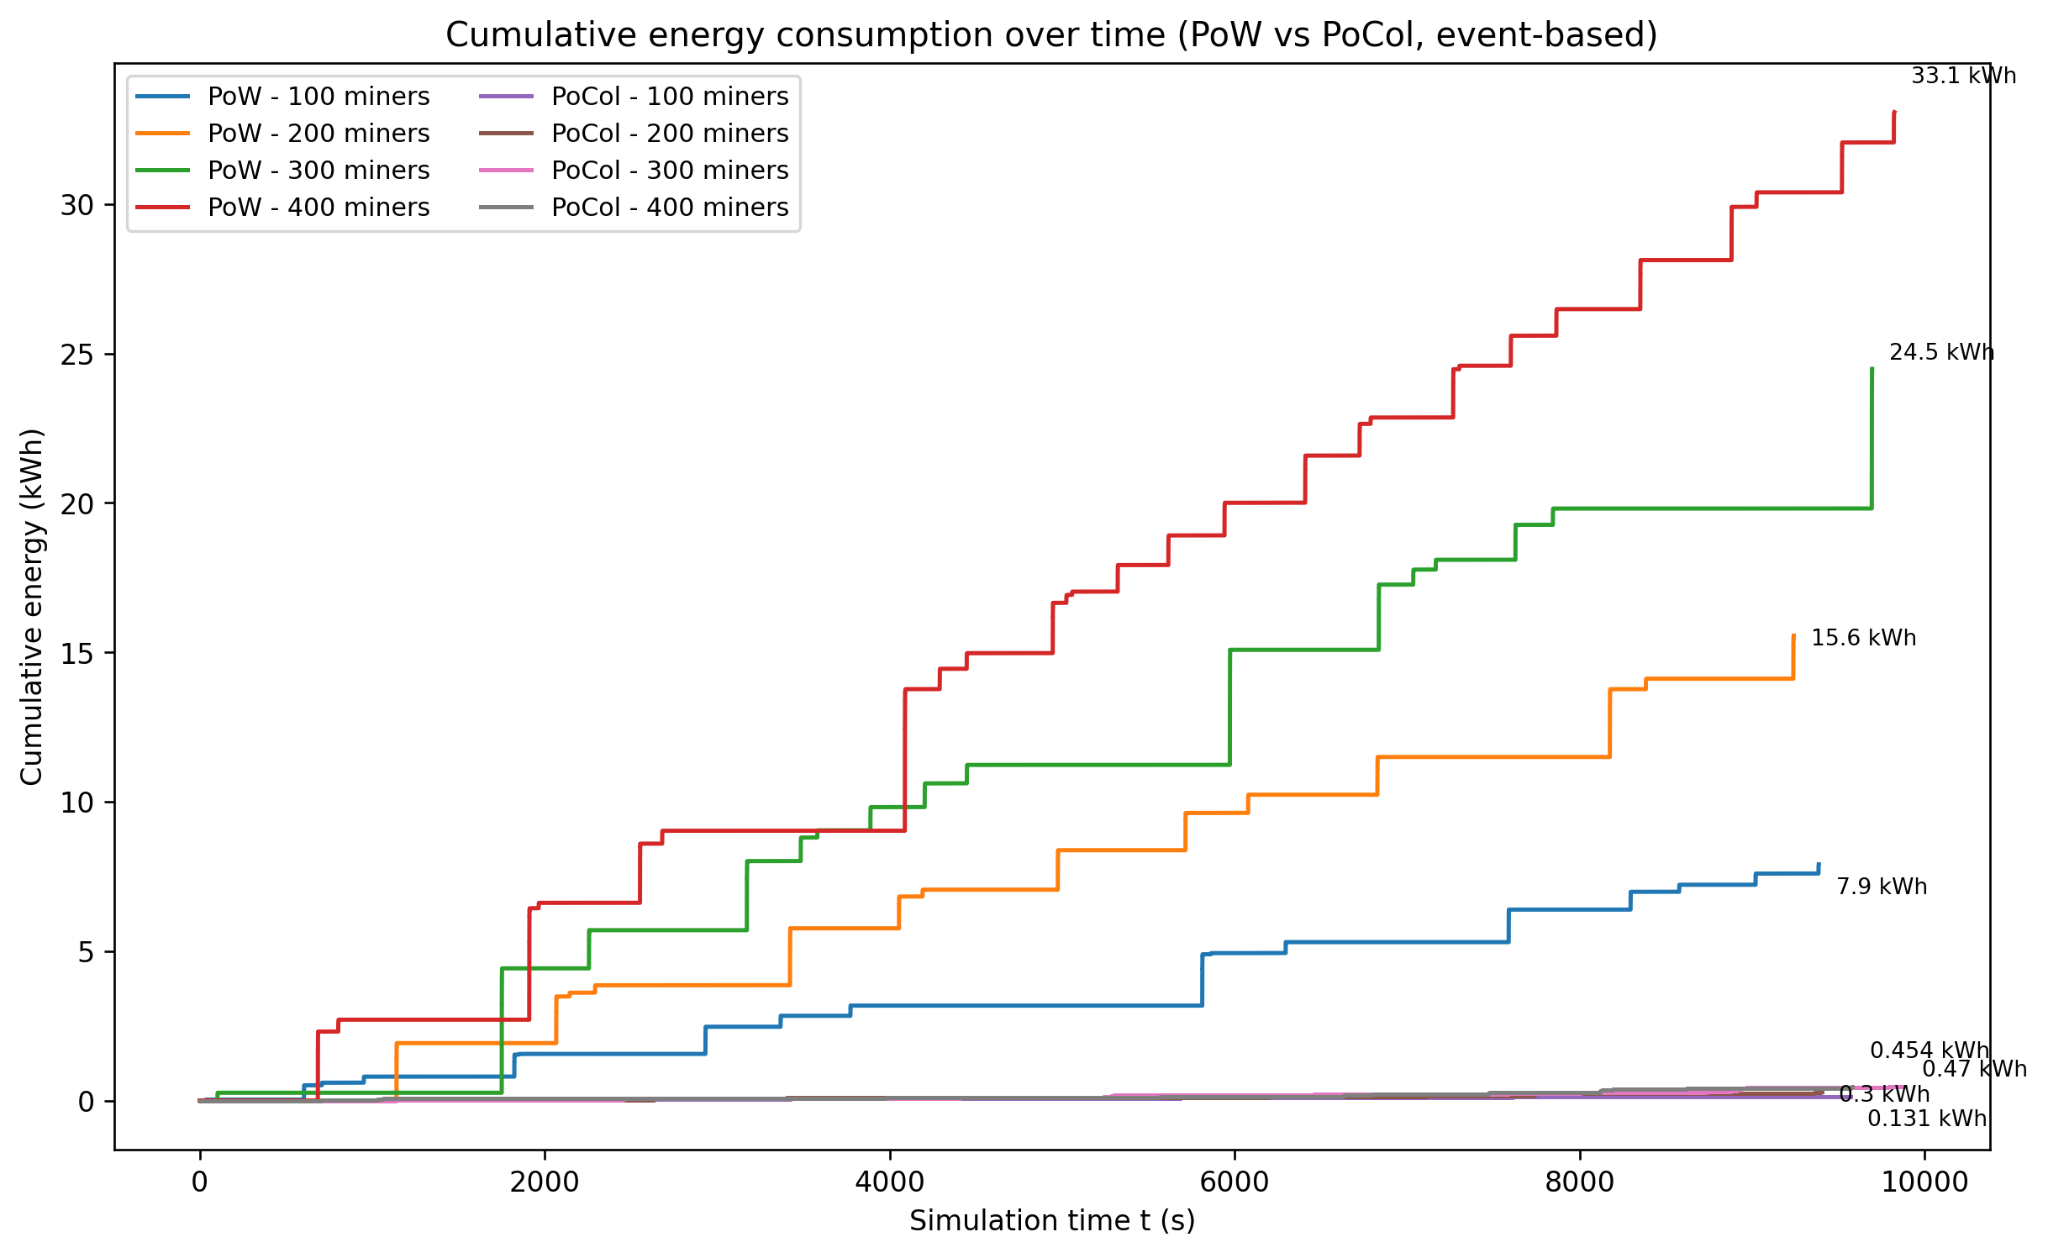 Cumulative energy consumption over time (PoW vs PoCol, event-based)
PoW - 100 miners
PoW - 200 miners
PoW - 300 miners
PoW - 400 miners
PoCol - 100 miners
PoCol - 200 miners
PoCol - 300 miners
PoCol - 400 miners
33.1 kWh
24.5 kWh
15.6 kWh
7.9 kWh
0.454 kWh
0.47 kWh
0.3 kWh
0.131 kWh
Cumulative energy (kWh)
30
25
20
15
10
5
0
0
2000
4000
6000
8000
10000
Simulation time t (s)